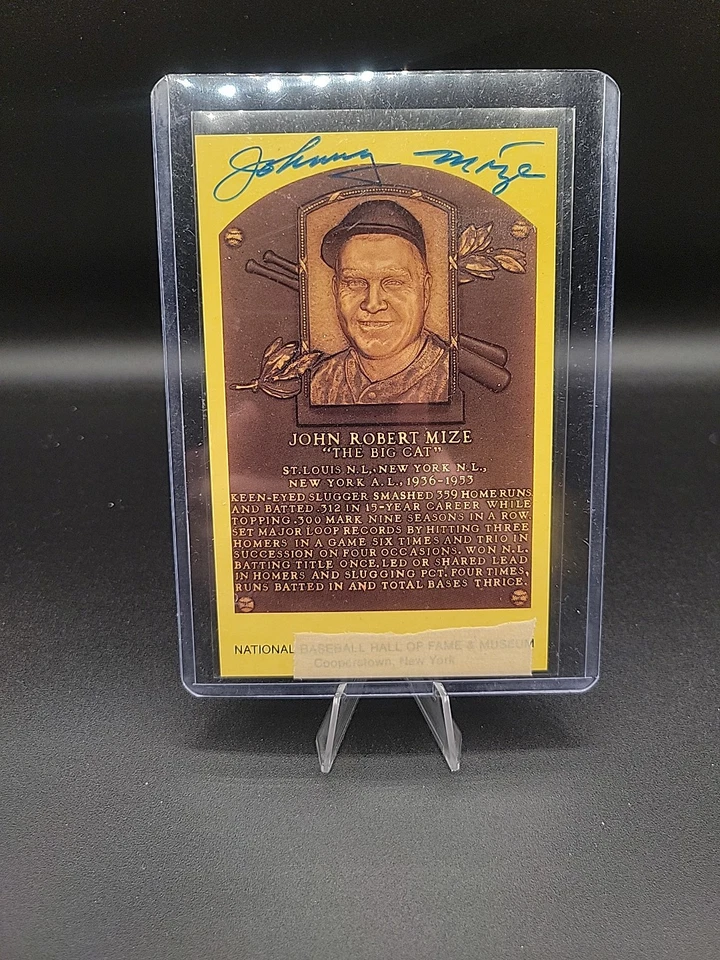 Johnny Mize
JOHN ROBERT MIZE
"THE BIG CAT"
ST. LOUIS N.L., NEW YORK N.L.,
NEW YORK A.L., 1936-1953
KEEN-EYED SLUGGER SMASHED 359 HOME RUNS
AND BATTED .312 IN 15-YEAR CAREER WHILE
TOPPING .300 MARK NINE SEASONS IN A ROW.
SET MAJOR LOOP RECORDS BY HITTING THREE
HOMERS IN A GAME SIX TIMES AND TRIO IN
SUCCESSION ON FOUR OCCASIONS. WON N.L.
BATTING TITLE ONCE, LED OR SHARED LEAD
IN HOMERS AND SLUGGING PCT. FOUR TIMES,
RUNS BATTED IN AND TOTAL BASES THRICE.
NATIONAL BASEBALL HALL OF FAME & MUSEUM
Cooperstown, New York